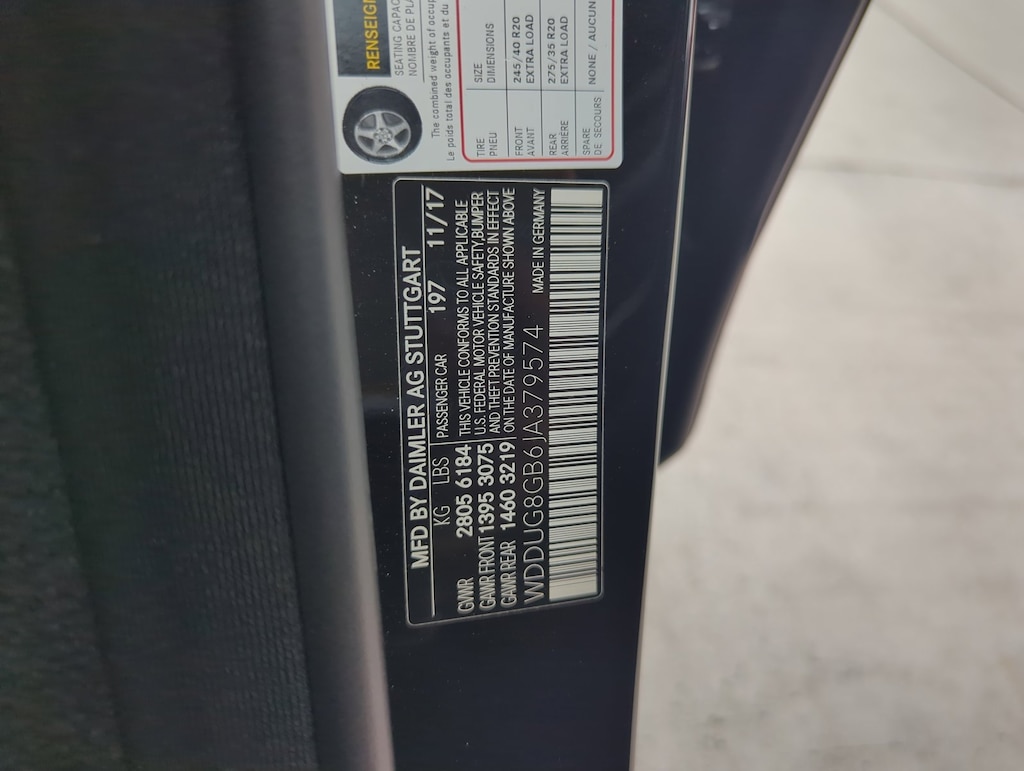 MFD BY DAIMLER AG STUTTGART
KG LBS PASSENGER CAR 197 11/17
GVWR 2805 6184 THIS VEHICLE CONFORMS TO ALL APPLICABLE
U.S. FEDERAL MOTOR VEHICLE SAFETY,BUMPER
GAWR FRONT 1395 3075 AND THEFT PREVENTION STANDARDS IN EFFECT
GAWR REAR 1460 3219 ON THE DATE OF MANUFACTURE SHOWN ABOVE
WDDUG8GB6JA379574 MADE IN GERMANY
RENSEIGN
SEATING CAPAC
NOMBRE DE PLA
The combined weight of occup
Le poids total des occupants et du
TIRE SIZE
PNEU DIMENSIONS
FRONT 245/40 R20
AVANT EXTRA LOAD
REAR 275/35 R20
ARRIÈRE EXTRA LOAD
SPARE NONE / AUCUN
DE SECOURS